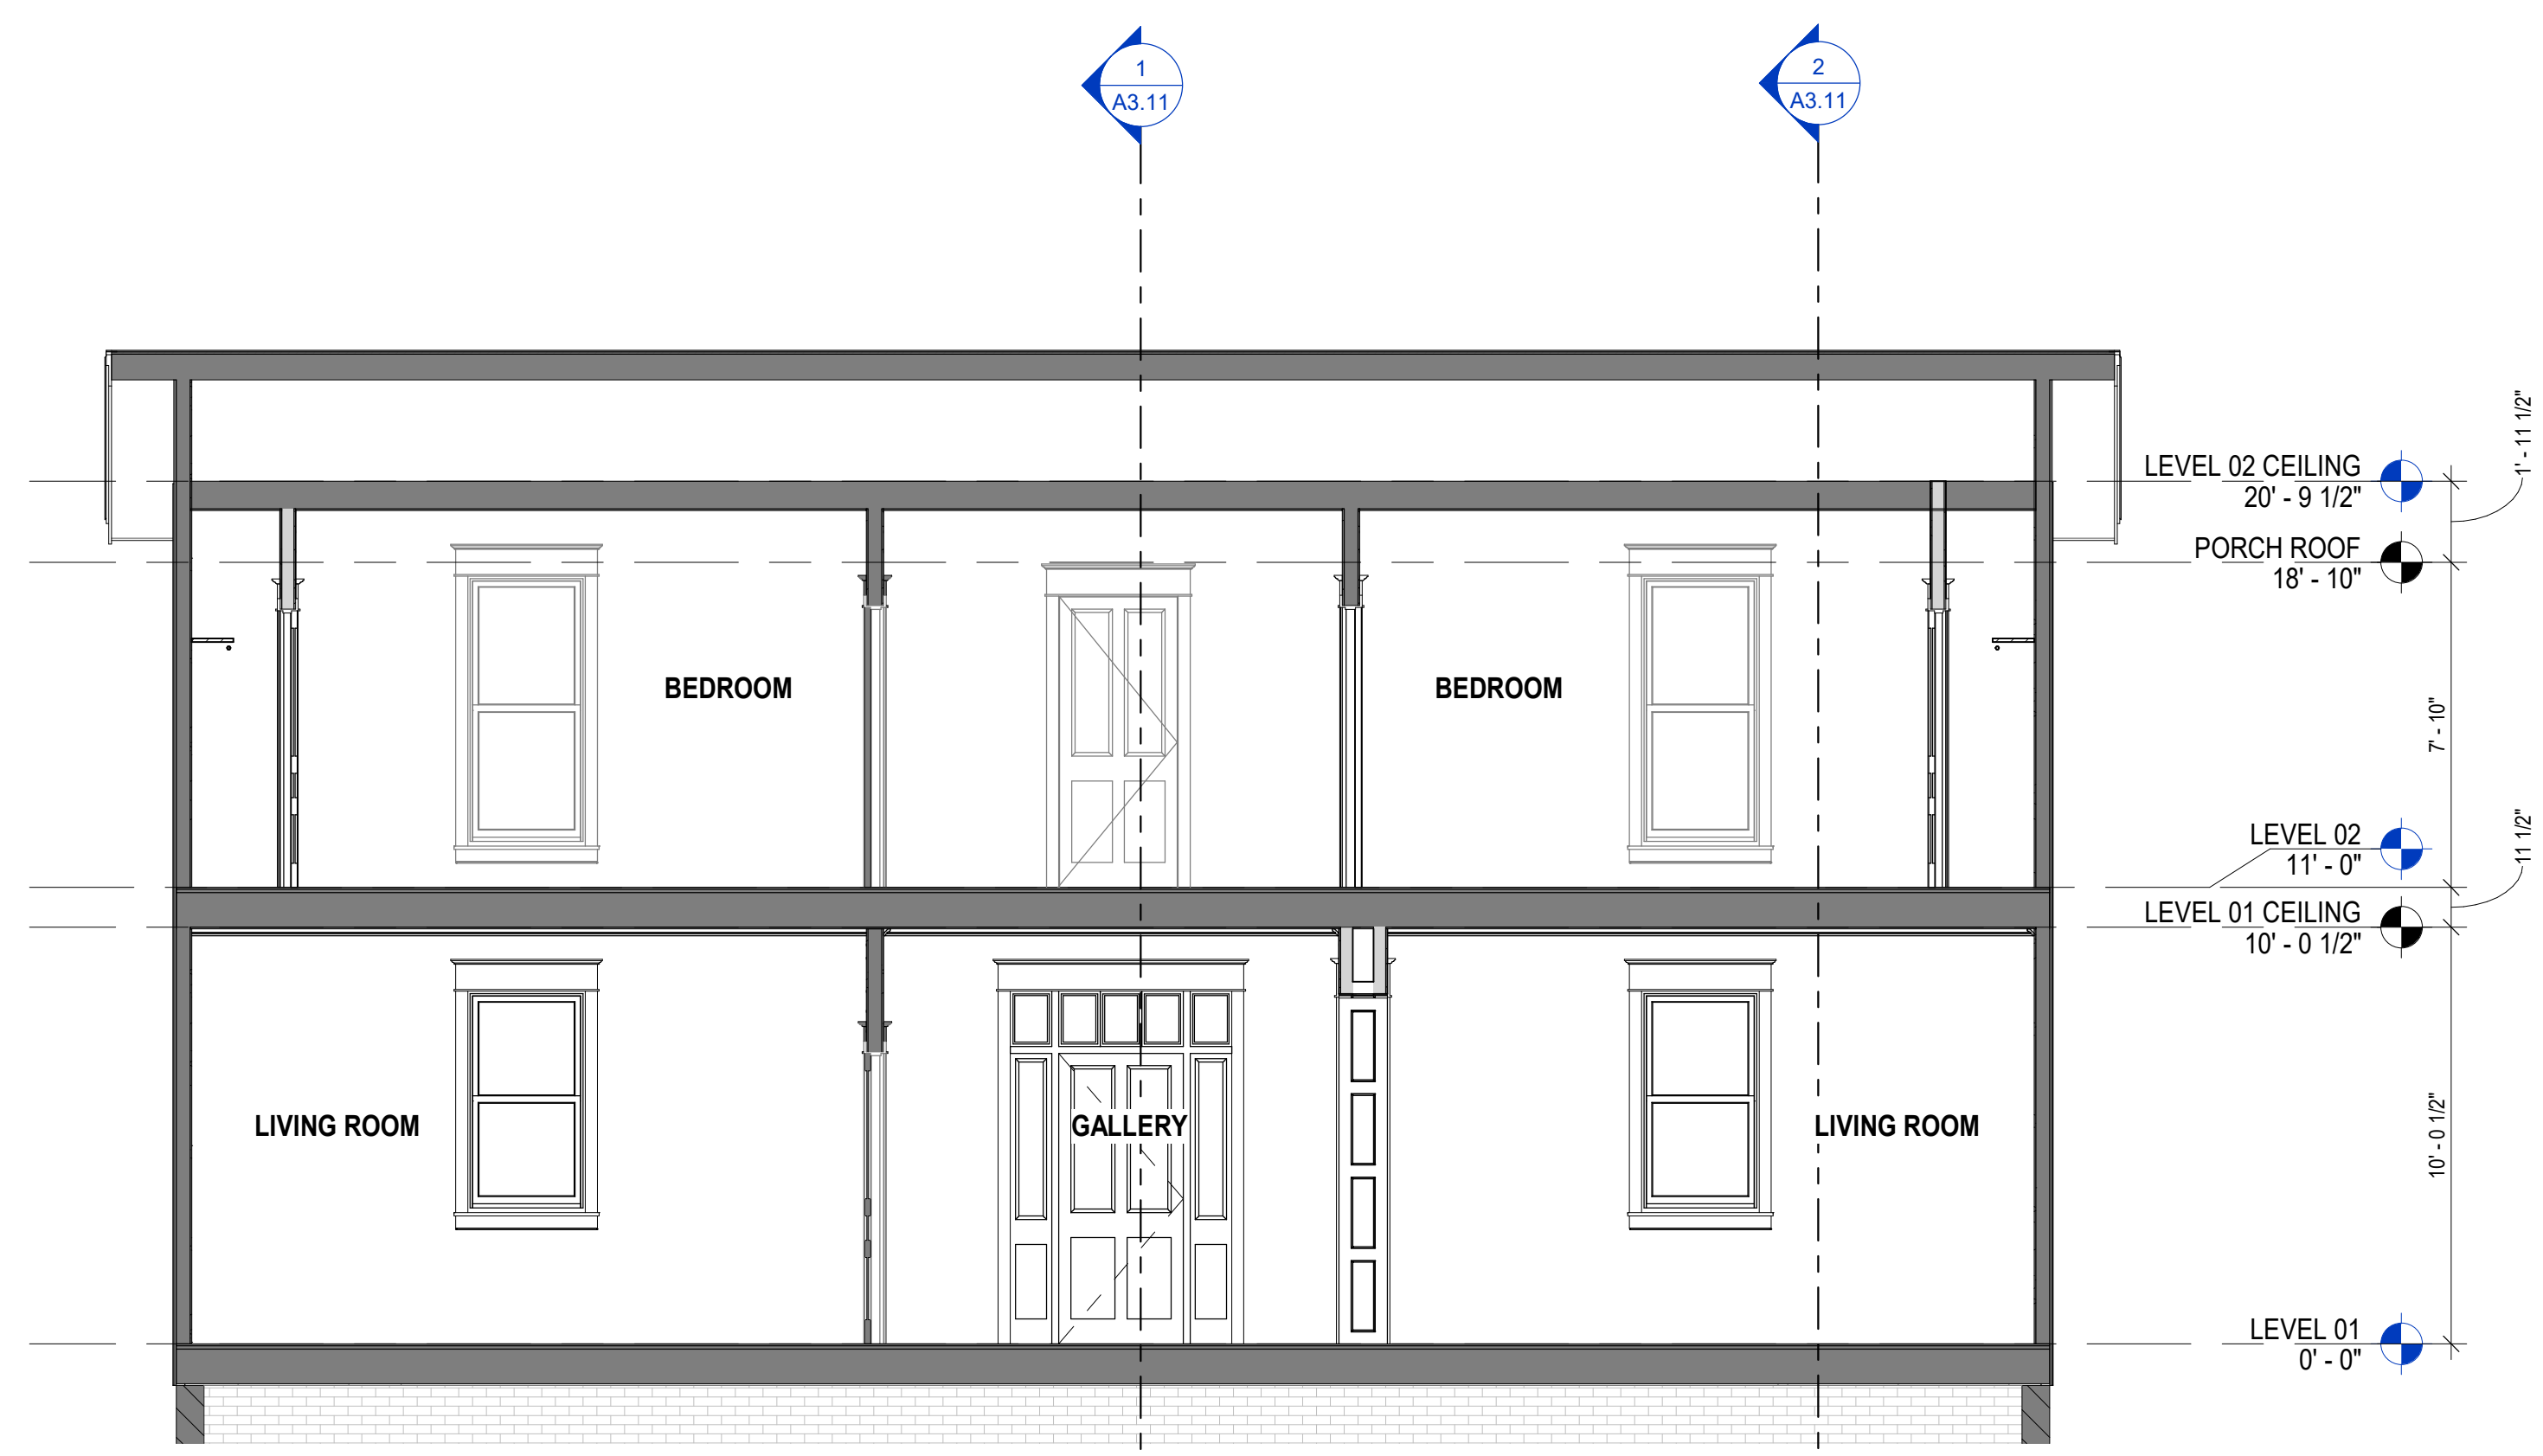 1
A3.11
2
A3.11
LEVEL 02 CEILING
20' - 9 1/2"
1' - 11 1/2"
PORCH ROOF
18' - 10"
BEDROOM
BEDROOM
7' - 10"
LEVEL 02
11' - 0"
11 1/2"
LEVEL 01 CEILING
10' - 0 1/2"
LIVING ROOM
GALLERY
LIVING ROOM
10' - 0 1/2"
LEVEL 01
0' - 0"